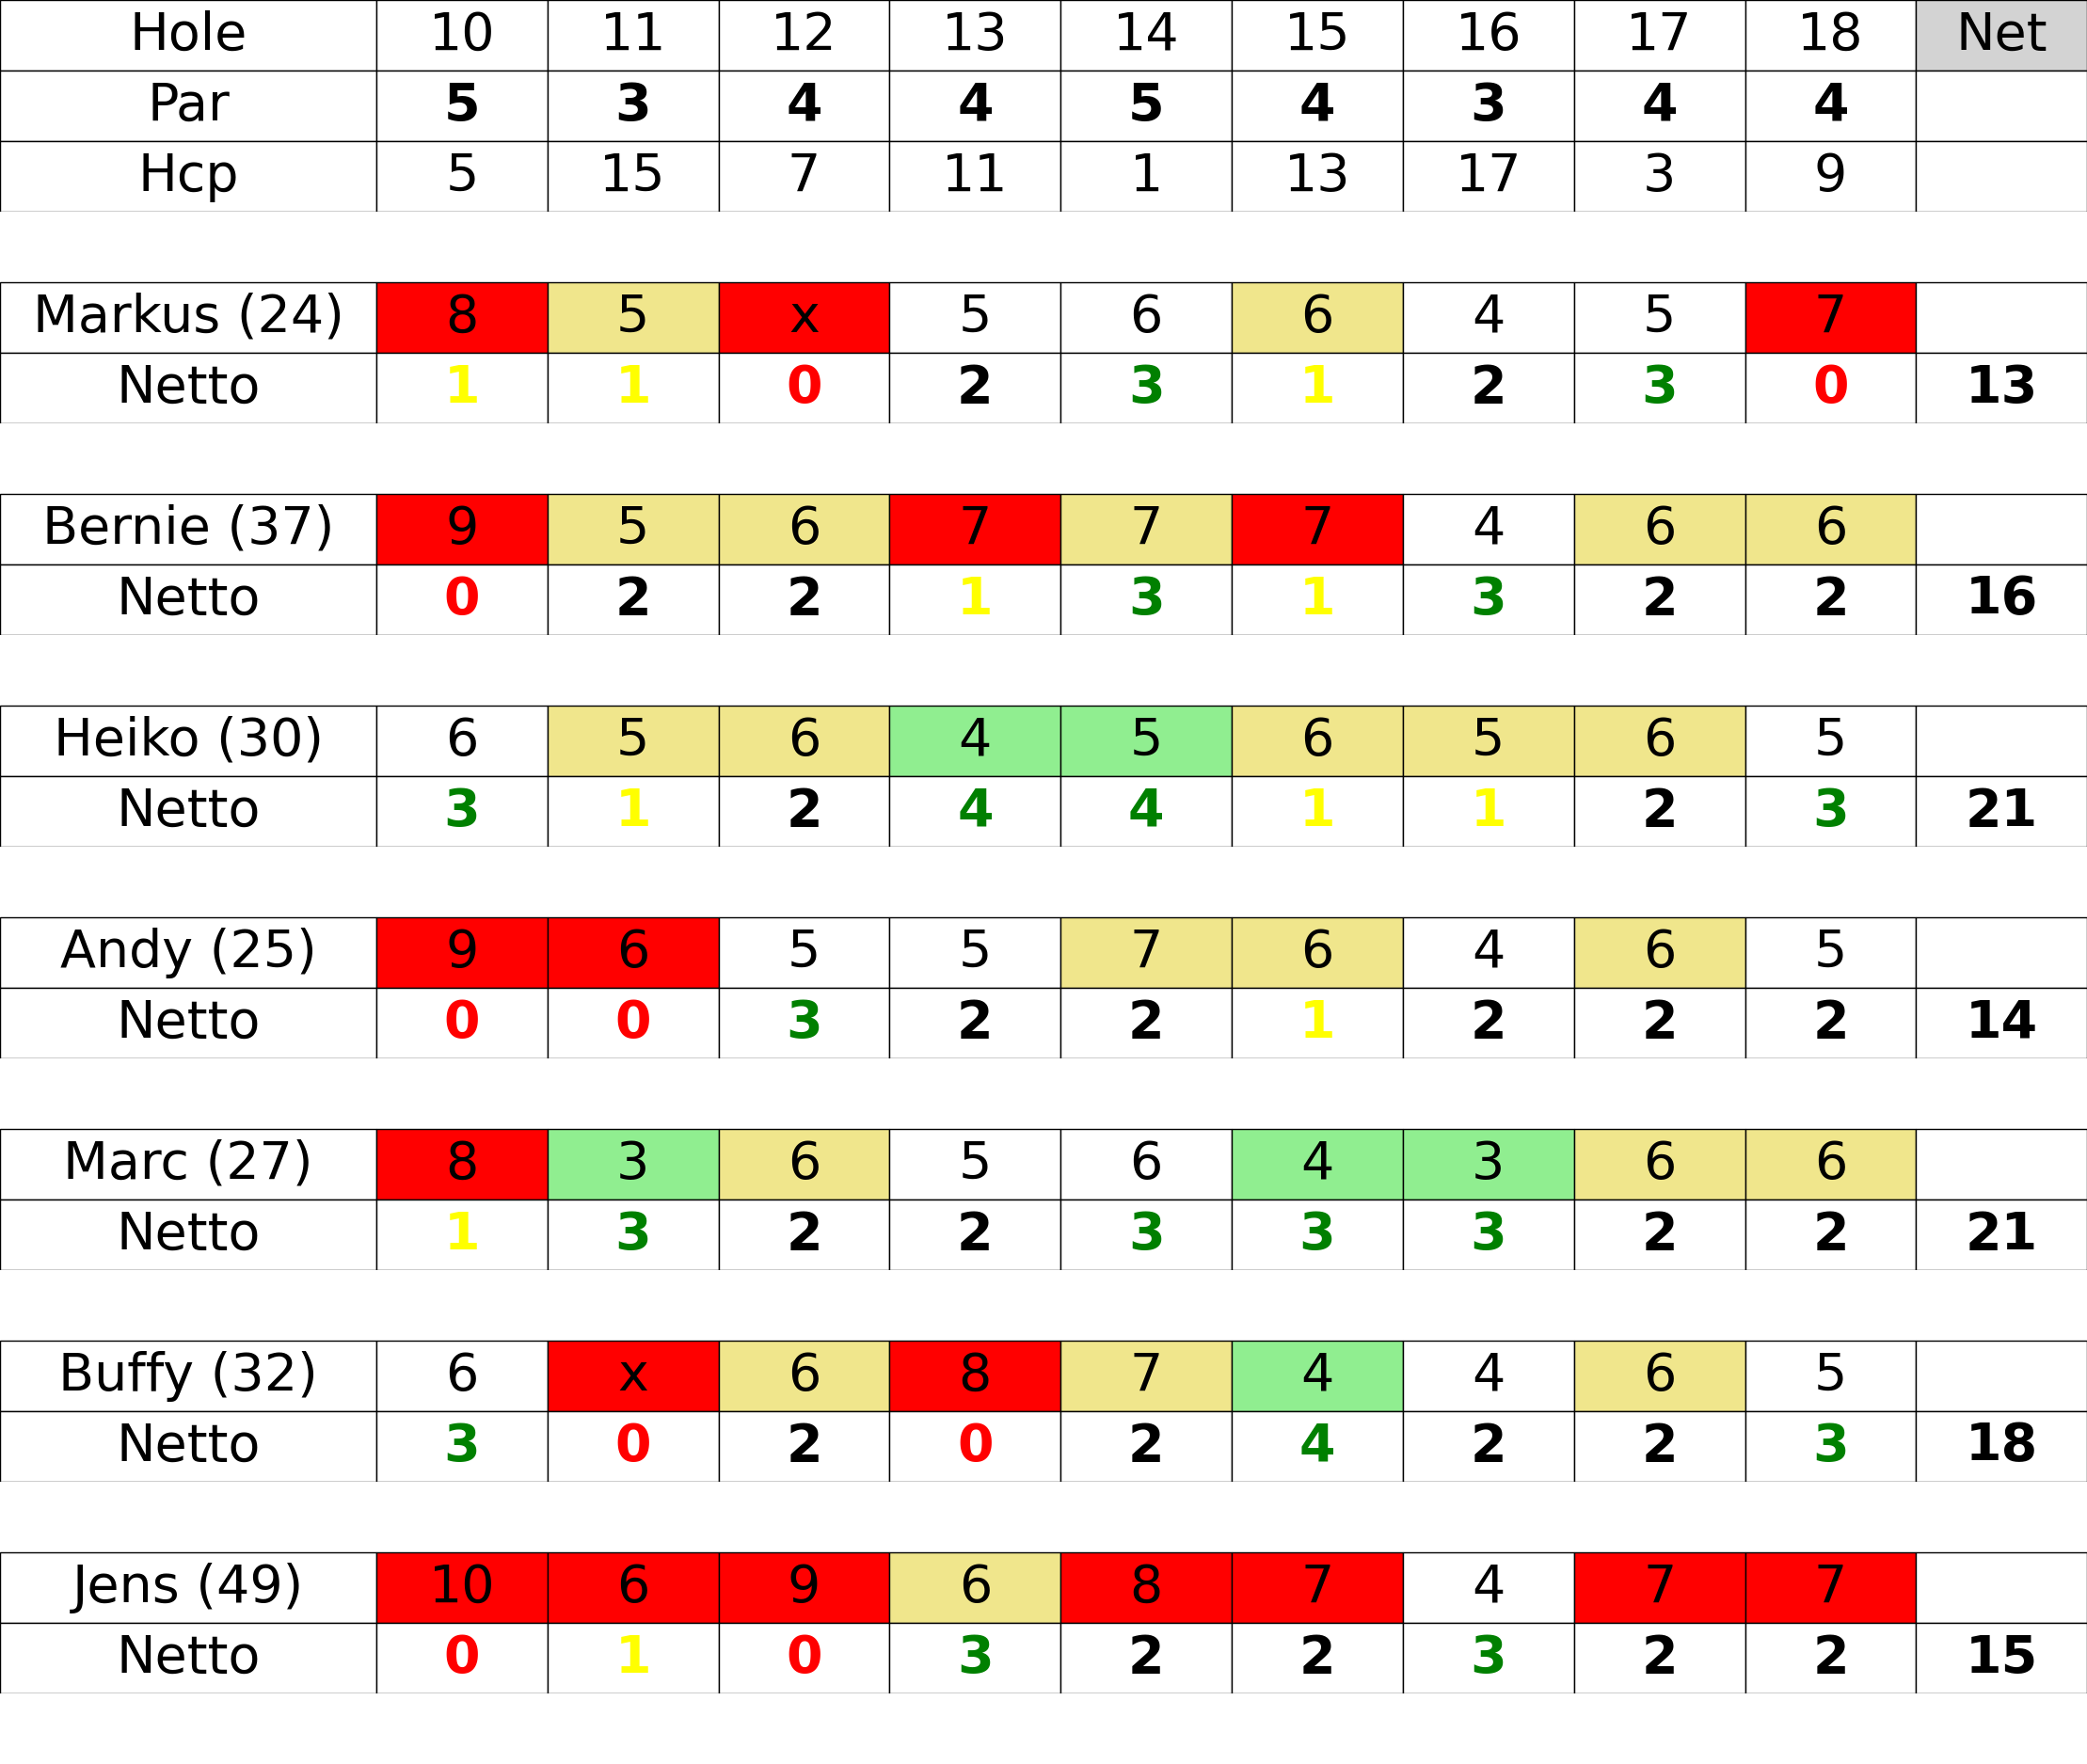 Hole 10 11 12 13 14 15 16 17 18 Net
Par 5 3 4 4 5 4 3 4 4
Hcp 5 15 7 11 1 13 17 3 9
Markus (24) 8 5 x 5 6 6 4 5 7
Netto 1 1 0 2 3 1 2 3 0 13
Bernie (37) 9 5 6 7 7 7 4 6 6
Netto 0 2 2 1 3 1 3 2 2 16
Heiko (30) 6 5 6 4 5 6 5 6 5
Netto 3 1 2 4 4 1 1 2 3 21
Andy (25) 9 6 5 5 7 6 4 6 5
Netto 0 0 3 2 2 1 2 2 2 14
Marc (27) 8 3 6 5 6 4 3 6 6
Netto 1 3 2 2 3 3 3 2 2 21
Buffy (32) 6 x 6 8 7 4 4 6 5
Netto 3 0 2 0 2 4 2 2 3 18
Jens (49) 10 6 9 6 8 7 4 7 7
Netto 0 1 0 3 2 2 3 2 2 15